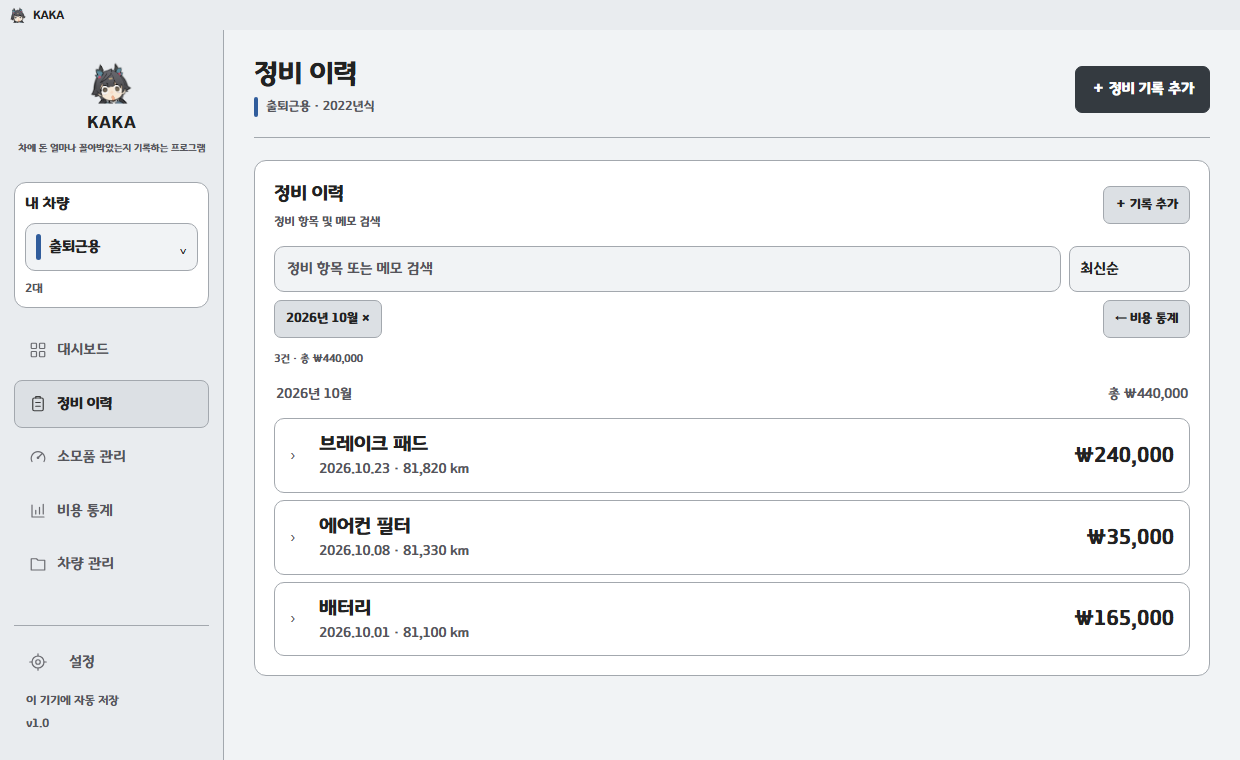 KAKA
KAKA
차에 돈 얼마나 꼴아박았는지 기록하는 프로그램
내 차량
출퇴근용
2대
대시보드
정비 이력
소모품 관리
비용 통계
차량 관리
설정
이 기기에 자동 저장
v1.0
정비 이력
출퇴근용 · 2022년식
+ 정비 기록 추가
정비 이력
정비 항목 및 메모 검색
+ 기록 추가
정비 항목 또는 메모 검색
최신순
2026년 10월 ×
← 비용 통계
3건 · 총 ₩440,000
2026년 10월
총 ₩440,000
› 브레이크 패드
2026.10.23 · 81,820 km
₩240,000
› 에어컨 필터
2026.10.08 · 81,330 km
₩35,000
› 배터리
2026.10.01 · 81,100 km
₩165,000